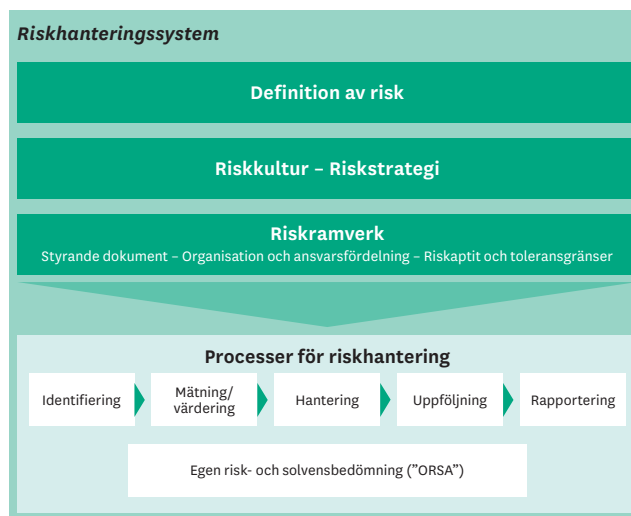 Riskhanteringssystem
Definition av risk
Riskkultur – Riskstrategi
Riskramverk
Styrande dokument – Organisation och ansvarsfördelning – Riskaptit och toleransgränser
Processer för riskhantering
Identifiering
Mätning/
värdering
Hantering
Uppföljning
Rapportering
Egen risk- och solvensbedömning (”ORSA”)